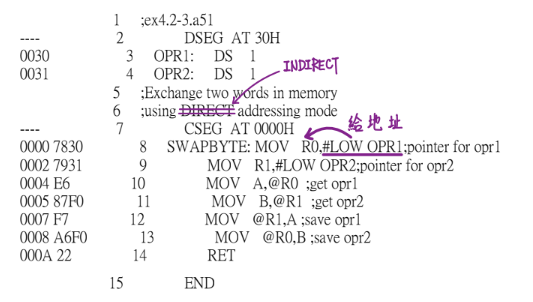 1 ;ex4.2-3.a51
---- 2 DSEG AT 30H
0030 3 OPR1: DS 1
0031 4 OPR2: DS 1
INDIRECT
5 ;Exchange two words in memory
6 ;using DIRECT addressing mode
---- 7 CSEG AT 0000H
給地址
0000 7830 8 SWAPBYTE: MOV R0,#LOW OPR1;pointer for opr1
0002 7931 9 MOV R1,#LOW OPR2;pointer for opr2
0004 E6 10 MOV A,@R0 ;get opr1
0005 87F0 11 MOV B,@R1 ;get opr2
0007 F7 12 MOV @R1,A ;save opr1
0008 A6F0 13 MOV @R0,B ;save opr2
000A 22 14 RET
15 END